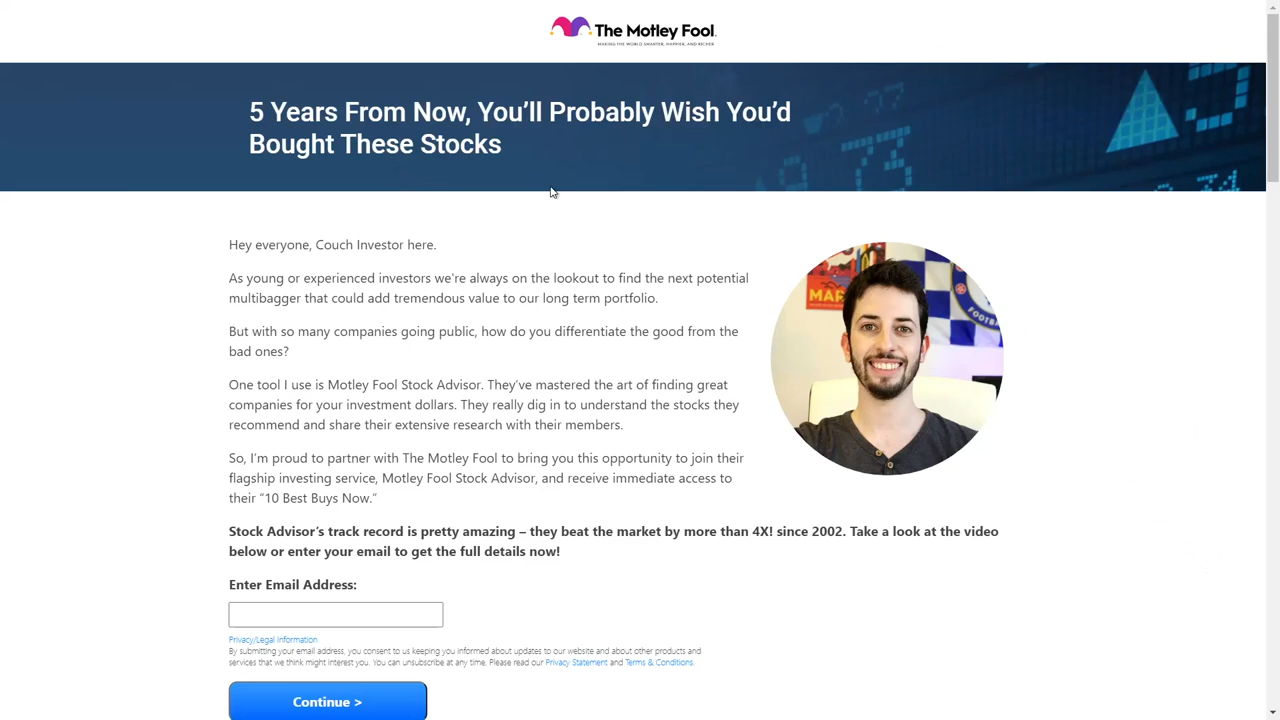 The Motley Fool.
MAKING THE WORLD SMARTER, HAPPIER, AND RICHER
5 Years From Now, You’ll Probably Wish You’d
Bought These Stocks
Hey everyone, Couch Investor here.
As young or experienced investors we're always on the lookout to find the next potential
multibagger that could add tremendous value to our long term portfolio.
But with so many companies going public, how do you differentiate the good from the
bad ones?
One tool I use is Motley Fool Stock Advisor. They’ve mastered the art of finding great
companies for your investment dollars. They really dig in to understand the stocks they
recommend and share their extensive research with their members.
So, I’m proud to partner with The Motley Fool to bring you this opportunity to join their
flagship investing service, Motley Fool Stock Advisor, and receive immediate access to
their “10 Best Buys Now.”
Stock Advisor’s track record is pretty amazing – they beat the market by more than 4X! since 2002. Take a look at the video
below or enter your email to get the full details now!
Enter Email Address:
Privacy/Legal Information
By submitting your email address, you consent to us keeping you informed about updates to our website and about other products and
services that we think might interest you. You can unsubscribe at any time. Please read our Privacy Statement and Terms & Conditions.
Continue >